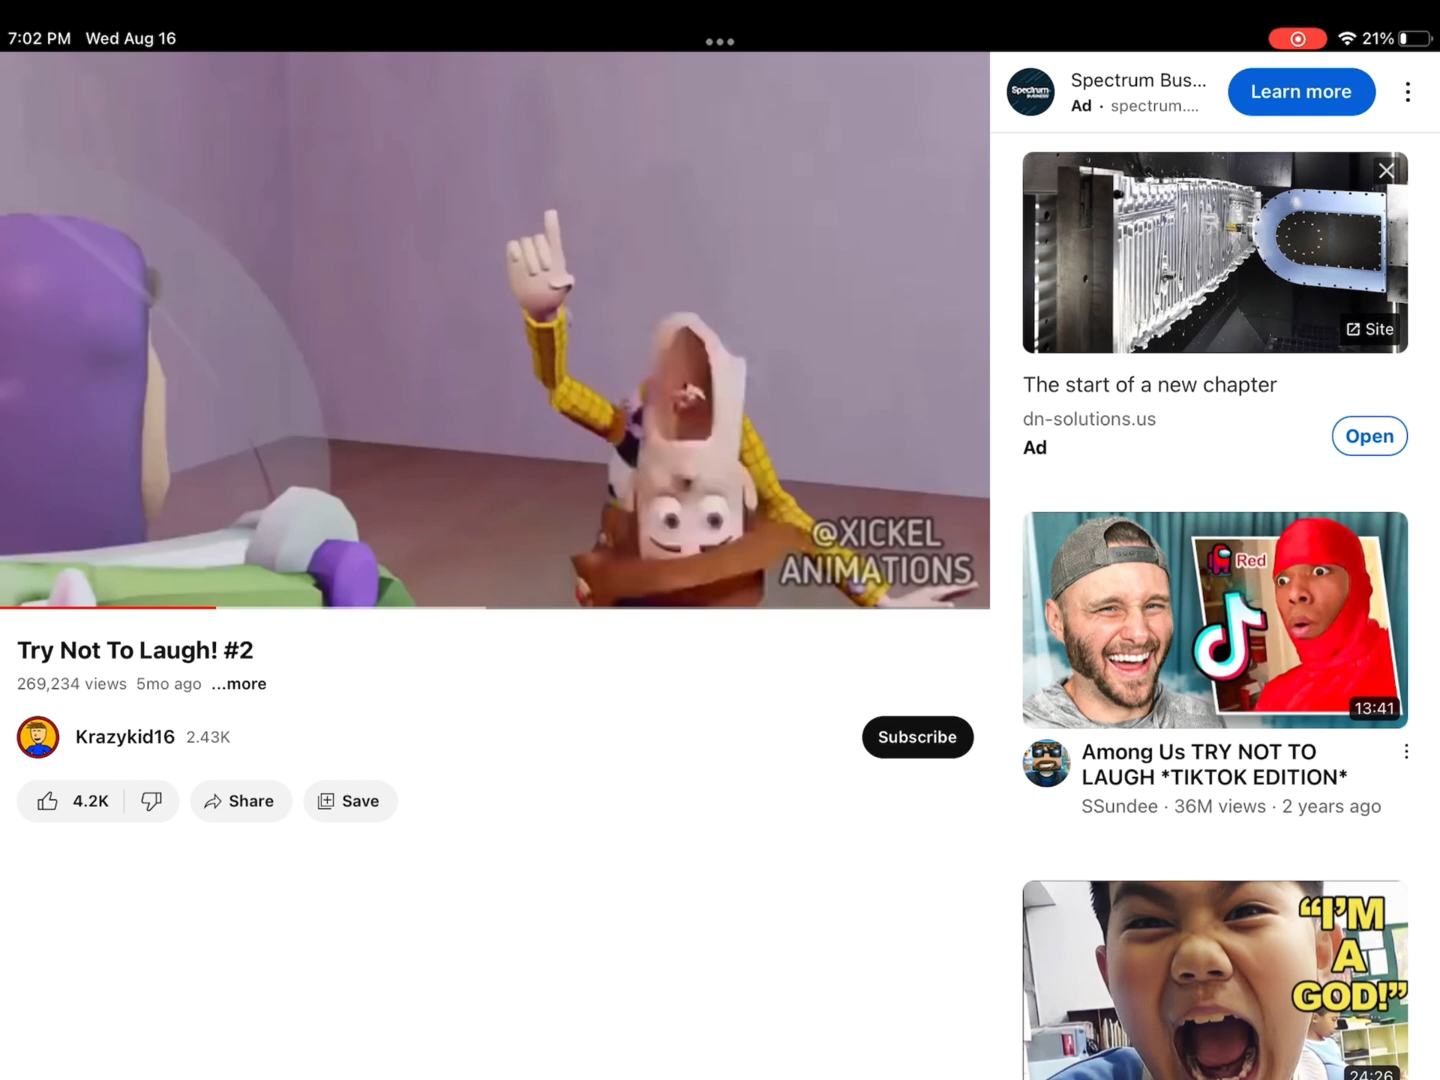 7:02 PM Wed Aug 16
21%
@XICKEL
ANIMATIONS
Try Not To Laugh! #2
269,234 views 5mo ago ...more
Krazykid16 2.43K
Subscribe
4.2K
Share
Save
Spectrum
BUSINESS
Spectrum Bus...
Ad · spectrum....
Learn more
Site
The start of a new chapter
dn-solutions.us
Ad
Open
Red
13:41
Among Us TRY NOT TO
LAUGH *TIKTOK EDITION*
SSundee · 36M views · 2 years ago
“I’M
A
GOD!”
24:26